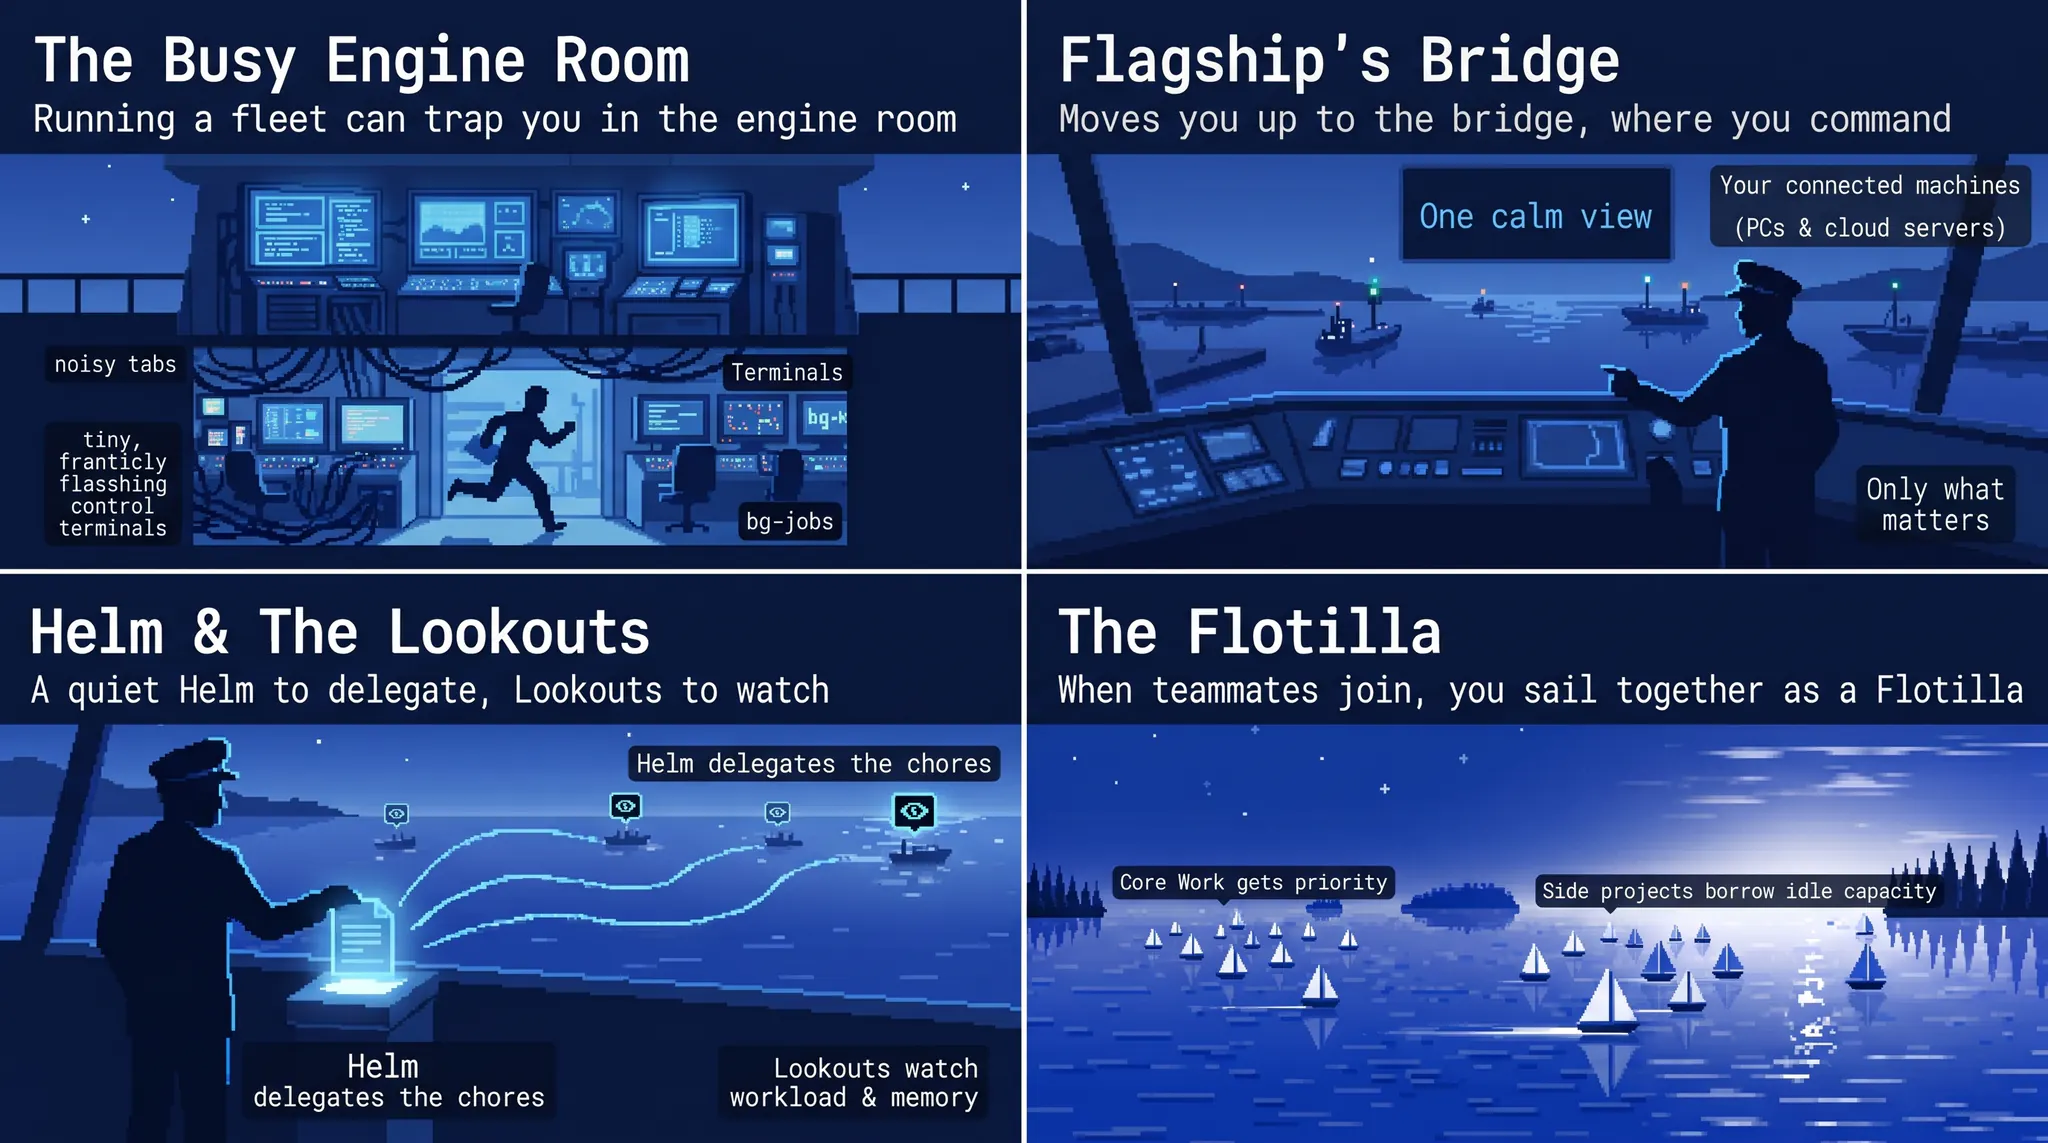 The Busy Engine Room
Running a fleet can trap you in the engine room
noisy tabs
Terminals
tiny,
franticly
flasshing
control
terminals
bg-k
bg-jobs
Flagship's Bridge
Moves you up to the bridge, where you command
One calm view
Your connected machines
(PCs & cloud servers)
Only what
matters
Helm & The Lookouts
A quiet Helm to delegate, Lookouts to watch
Helm delegates the chores
Helm
delegates the chores
Lookouts watch
workload & memory
The Flotilla
When teammates join, you sail together as a Flotilla
Core Work gets priority
Side projects borrow idle capacity